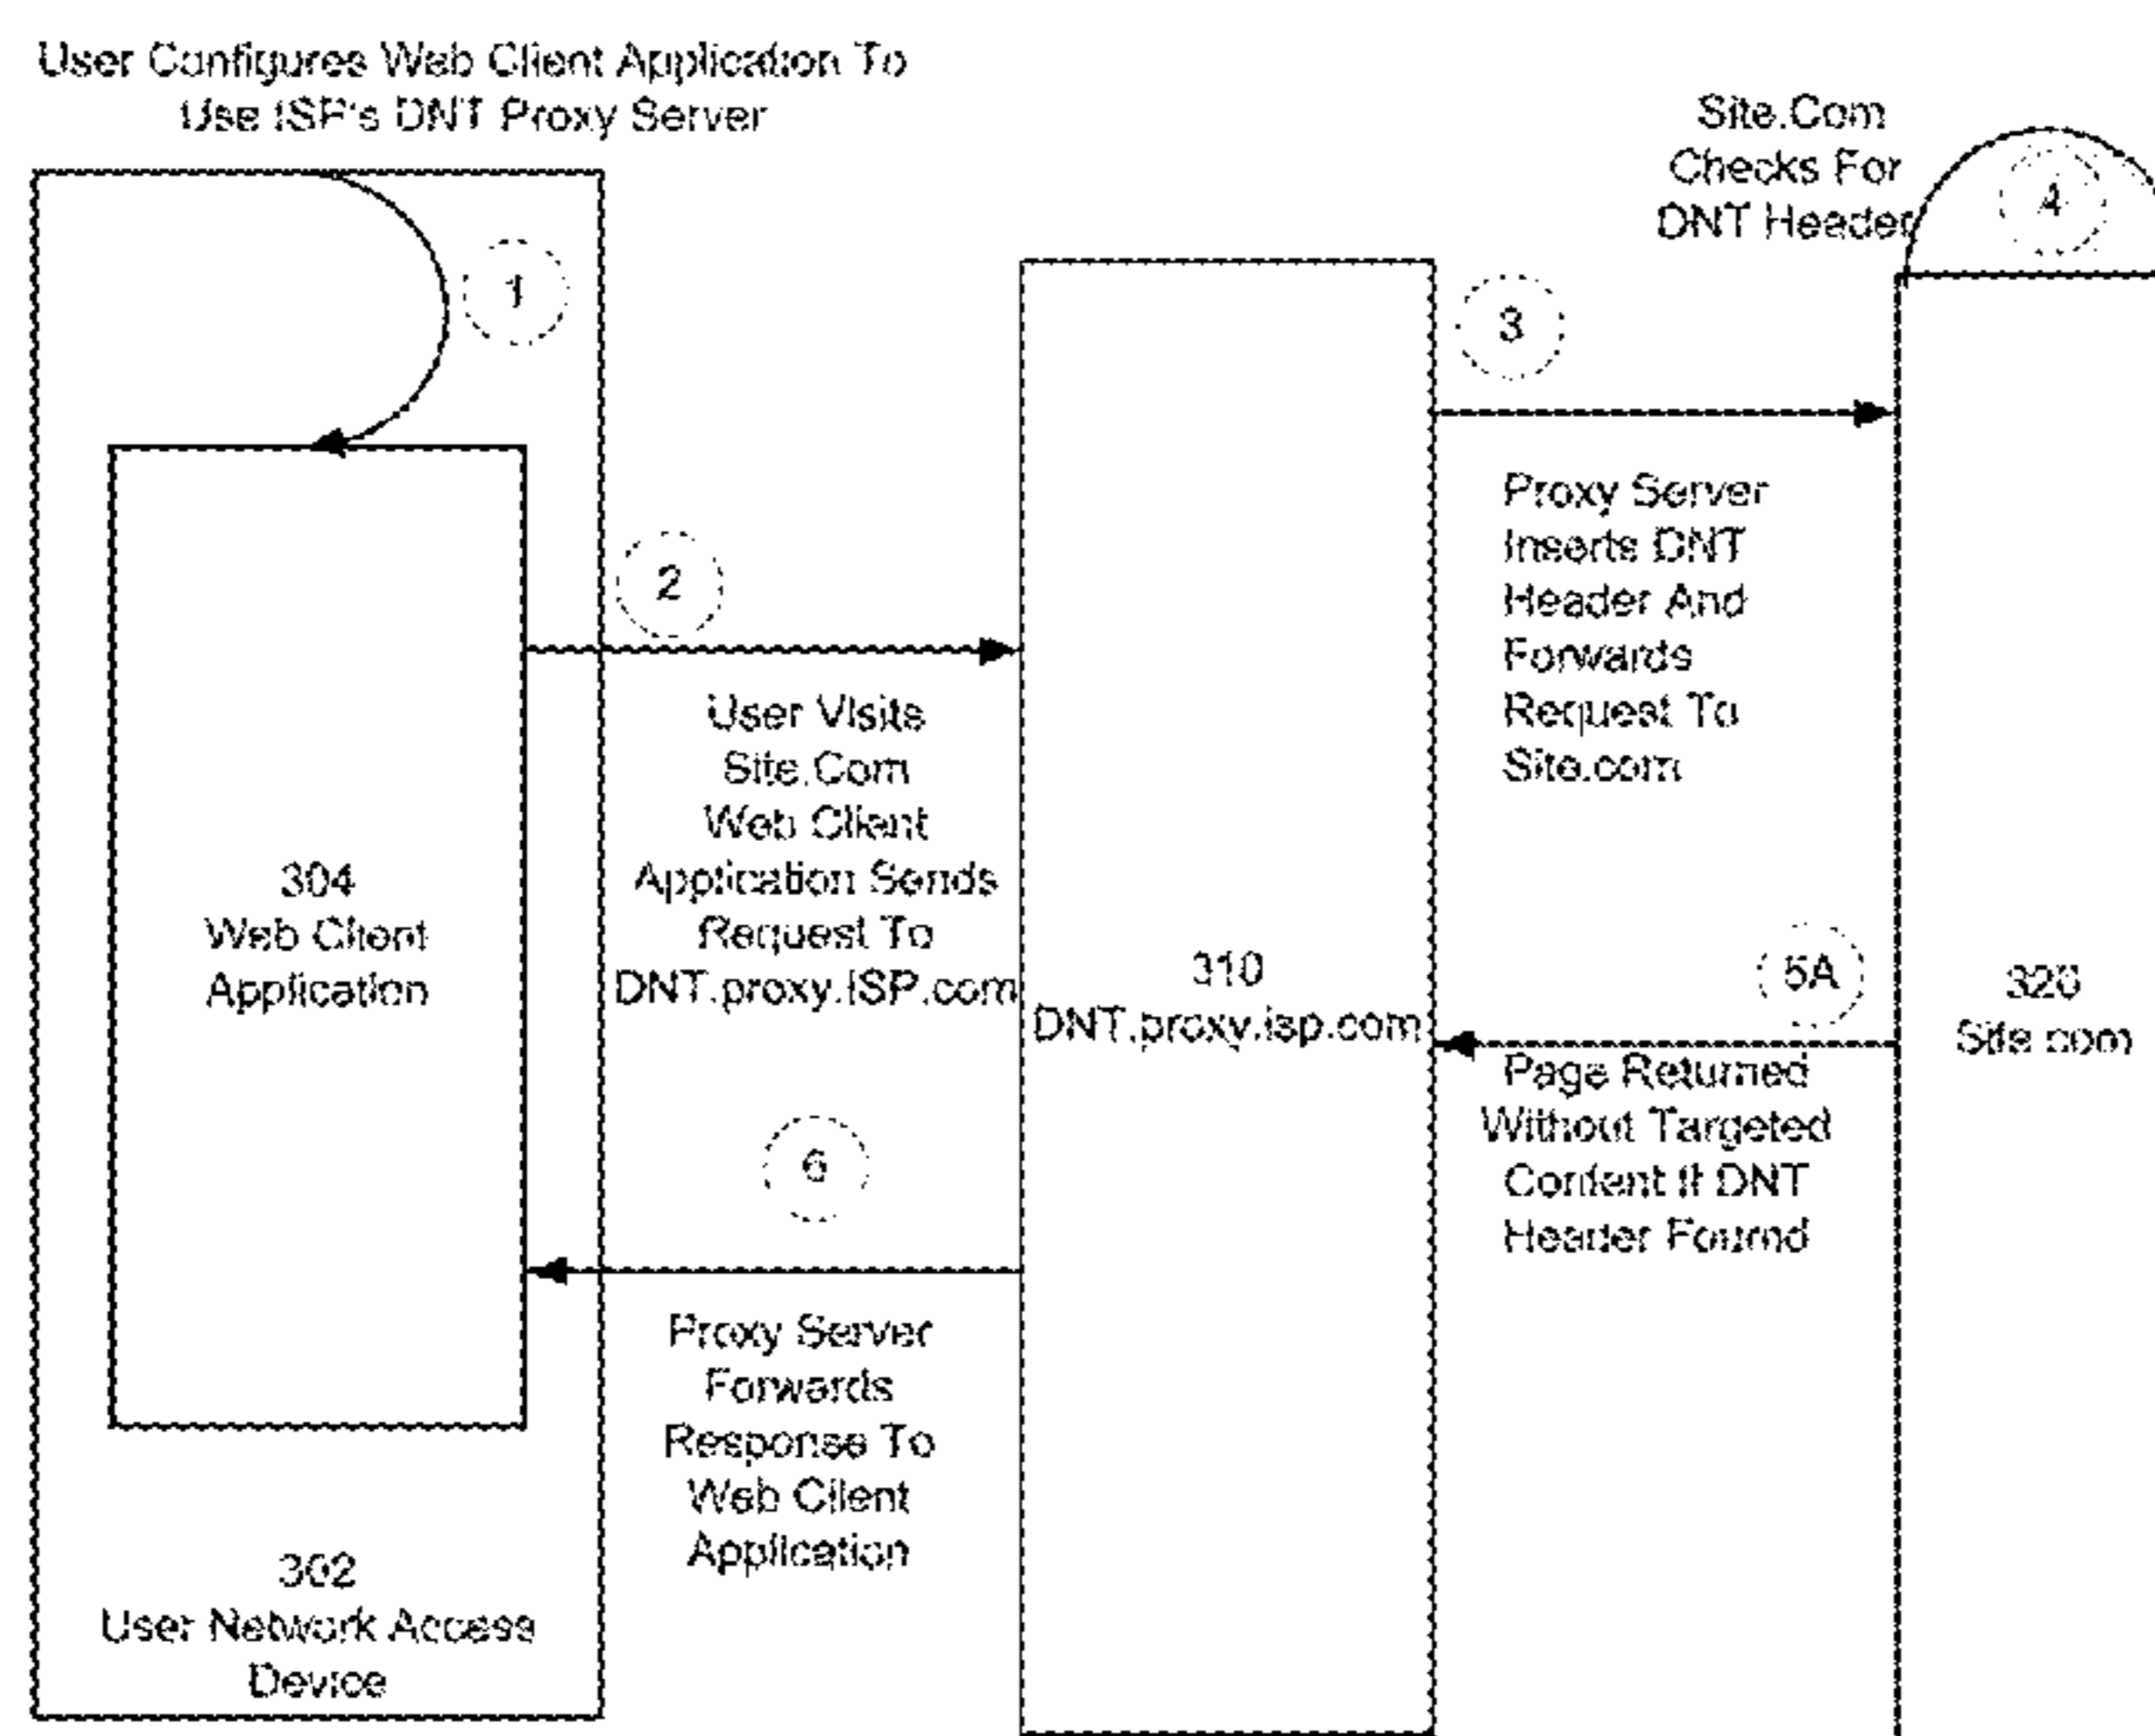 User Configures Web Client Application To
Use ISP's DNT Proxy Server
Site.Com
Checks For
DNT Header
4
1
3
2
Proxy Server
Inserts DNT
Header And
Forwards
Request To
Site.com
User Visits
Site.Com
Web Client
Application Sends
Request To
DNT.proxy.ISP.com
304
Web Client
Application
310
DNT.proxy.isp.com
5A
320
Site.com
Page Returned
Without Targeted
Content If DNT
Header Found
6
Proxy Server
Forwards
Response To
Web Client
Application
302
User Network Access
Device